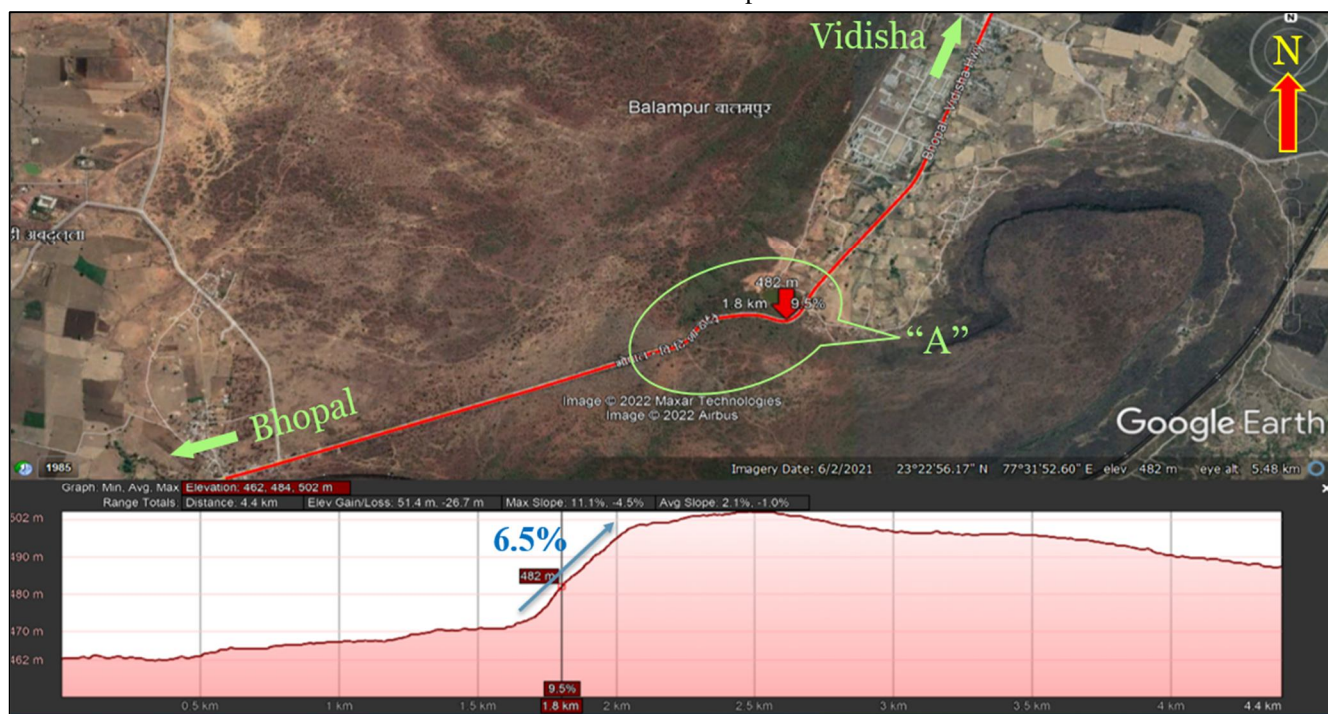 Vidisha
N
N
Balampur बालमपुर
Bhopal - Vidisha Hwy
482 m
1.8 km 9.5%
"A"
Bhopal
Image © 2022 Maxar Technologies
Image © 2022 Airbus
Google Earth
1985
Imagery Date: 6/2/2021 23°22'56.17" N 77°31'52.60" E elev 482 m eye alt 5.48 km
Graph: Min, Avg, Max Elevation: 462, 484, 502 m
Range Totals: Distance: 4.4 km Elev Gain/Loss: 51.4 m, -26.7 m Max Slope: 11.1%, -4.5% Avg Slope: 2.1%, -1.0%
502 m
6.5%
490 m
482 m
480 m
470 m
462 m
9.5%
0.5 km 1 km 1.5 km 1.8 km 2 km 2.5 km 3 km 3.5 km 4 km 4.4 km